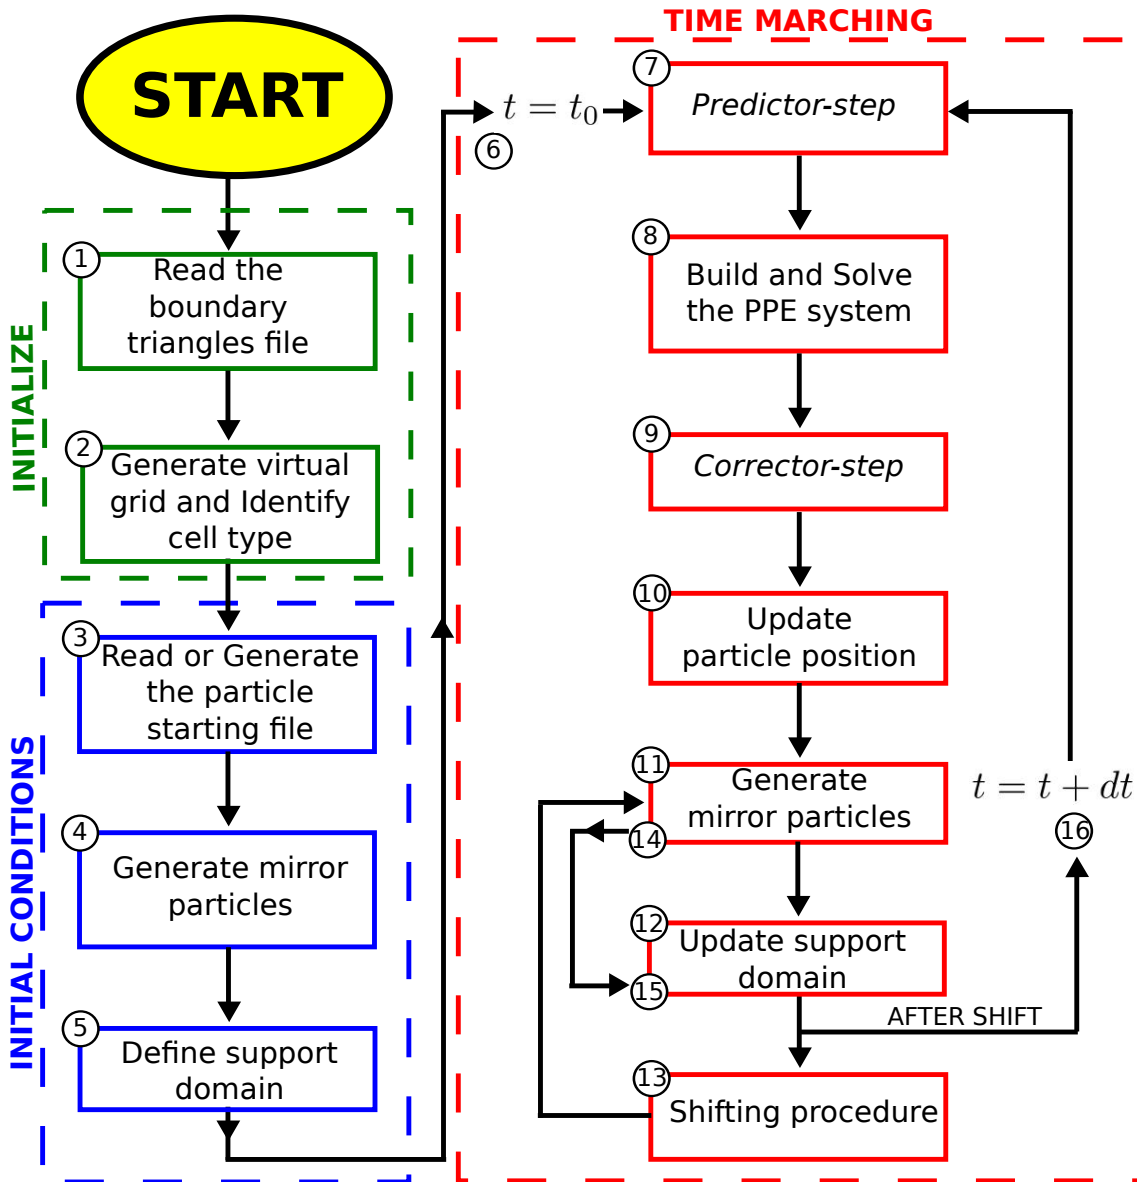 START
INITIALIZE
1
Read the
boundary
triangles file
2
Generate virtual
grid and Identify
cell type
INITIAL CONDITIONS
3
Read or Generate
the particle
starting file
4
Generate mirror
particles
5
Define support
domain
TIME MARCHING
t = t₀
6
7
Predictor-step
8
Build and Solve
the PPE system
9
Corrector-step
10
Update
particle position
11
Generate
mirror particles
14
12
Update support
domain
15
AFTER SHIFT
13
Shifting procedure
t = t + dt
16